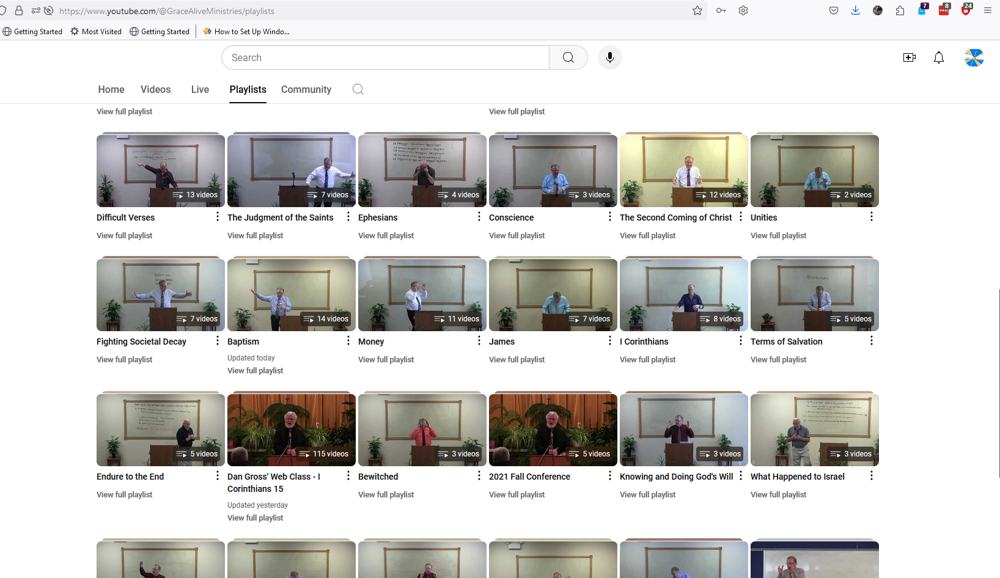 https://www.youtube.com/@GraceAliveMinistries/playlists
7
8
24
Getting Started
Most Visited
Getting Started
How to Set Up Windo...
Search
Home
Videos
Live
Playlists
Community
View full playlist
View full playlist
13 videos
7 videos
4 videos
3 videos
12 videos
2 videos
Difficult Verses
The Judgment of the Saints
Ephesians
Conscience
The Second Coming of Christ
Unities
View full playlist
View full playlist
View full playlist
View full playlist
View full playlist
View full playlist
7 videos
14 videos
11 videos
7 videos
8 videos
5 videos
Fighting Societal Decay
Baptism
Money
James
I Corinthians
Terms of Salvation
View full playlist
Updated today
View full playlist
View full playlist
View full playlist
View full playlist
View full playlist
5 videos
115 videos
3 videos
5 videos
3 videos
3 videos
Endure to the End
Dan Gross' Web Class - I
Corinthians 15
Bewitched
2021 Fall Conference
Knowing and Doing God's Will
What Happened to Israel
View full playlist
Updated yesterday
View full playlist
View full playlist
View full playlist
View full playlist
View full playlist